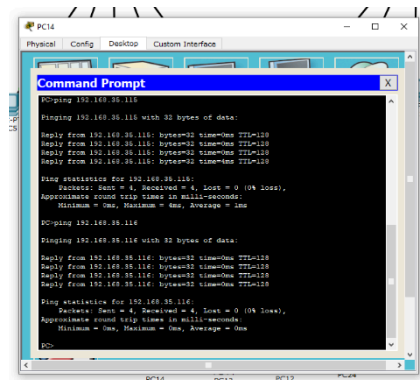 PC14
Physical Config Desktop Custom Interface
Command Prompt X
PC>ping 192.168.35.115
Pinging 192.168.35.115 with 32 bytes of data:
Reply from 192.168.35.115: bytes=32 time=0ms TTL=128
Reply from 192.168.35.115: bytes=32 time=0ms TTL=128
Reply from 192.168.35.115: bytes=32 time=0ms TTL=128
Reply from 192.168.35.115: bytes=32 time=4ms TTL=128
Ping statistics for 192.168.35.115:
Packets: Sent = 4, Received = 4, Lost = 0 (0% loss),
Approximate round trip times in milli-seconds:
Minimum = 0ms, Maximum = 4ms, Average = 1ms
PC>ping 192.168.35.116
Pinging 192.168.35.116 with 32 bytes of data:
Reply from 192.168.35.116: bytes=32 time=0ms TTL=128
Reply from 192.168.35.116: bytes=32 time=0ms TTL=128
Reply from 192.168.35.116: bytes=32 time=0ms TTL=128
Reply from 192.168.35.116: bytes=32 time=0ms TTL=128
Ping statistics for 192.168.35.116:
Packets: Sent = 4, Received = 4, Lost = 0 (0% loss),
Approximate round trip times in milli-seconds:
Minimum = 0ms, Maximum = 0ms, Average = 0ms
PC>
PC14 PC12 PC24